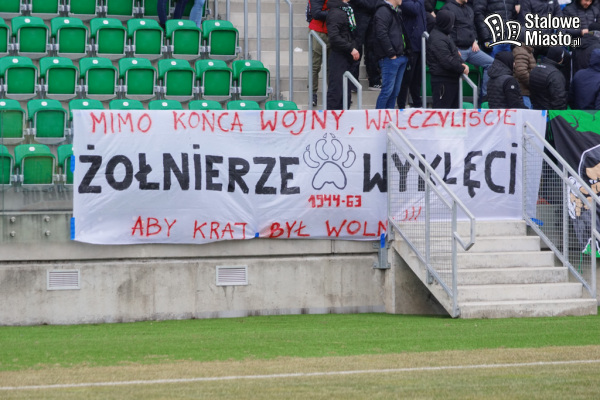 Stalowe
Miasto.pl
MIMO KOŃCA WOJNY, WALCZYLIŚCIE
ŻOŁNIERZE WYKLĘCI
1944-63
ABY KRAJ BYŁ WOLNY !!!